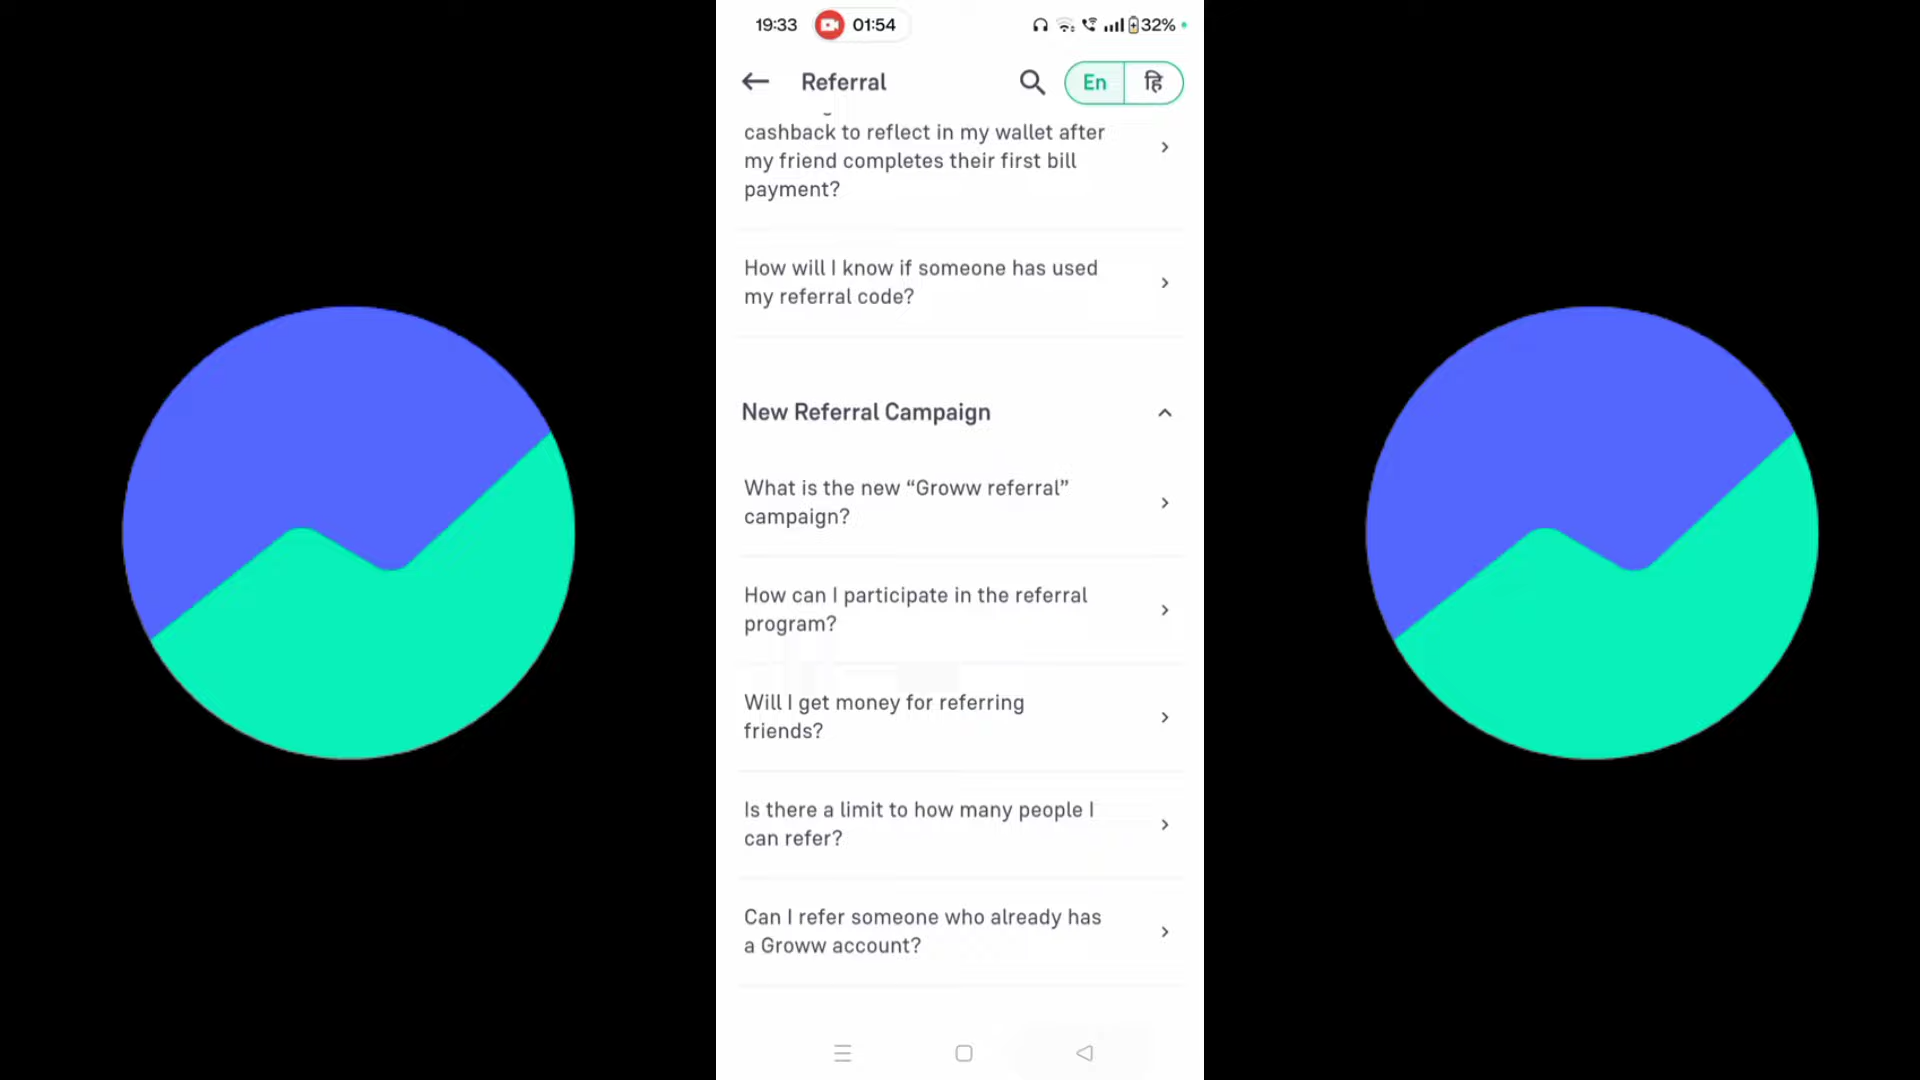 19:33 01:54 32%
Referral En हि
cashback to reflect in my wallet after
my friend completes their first bill
payment?
How will I know if someone has used
my referral code?
New Referral Campaign
What is the new “Groww referral”
campaign?
How can I participate in the referral
program?
Will I get money for referring
friends?
Is there a limit to how many people I
can refer?
Can I refer someone who already has
a Groww account?